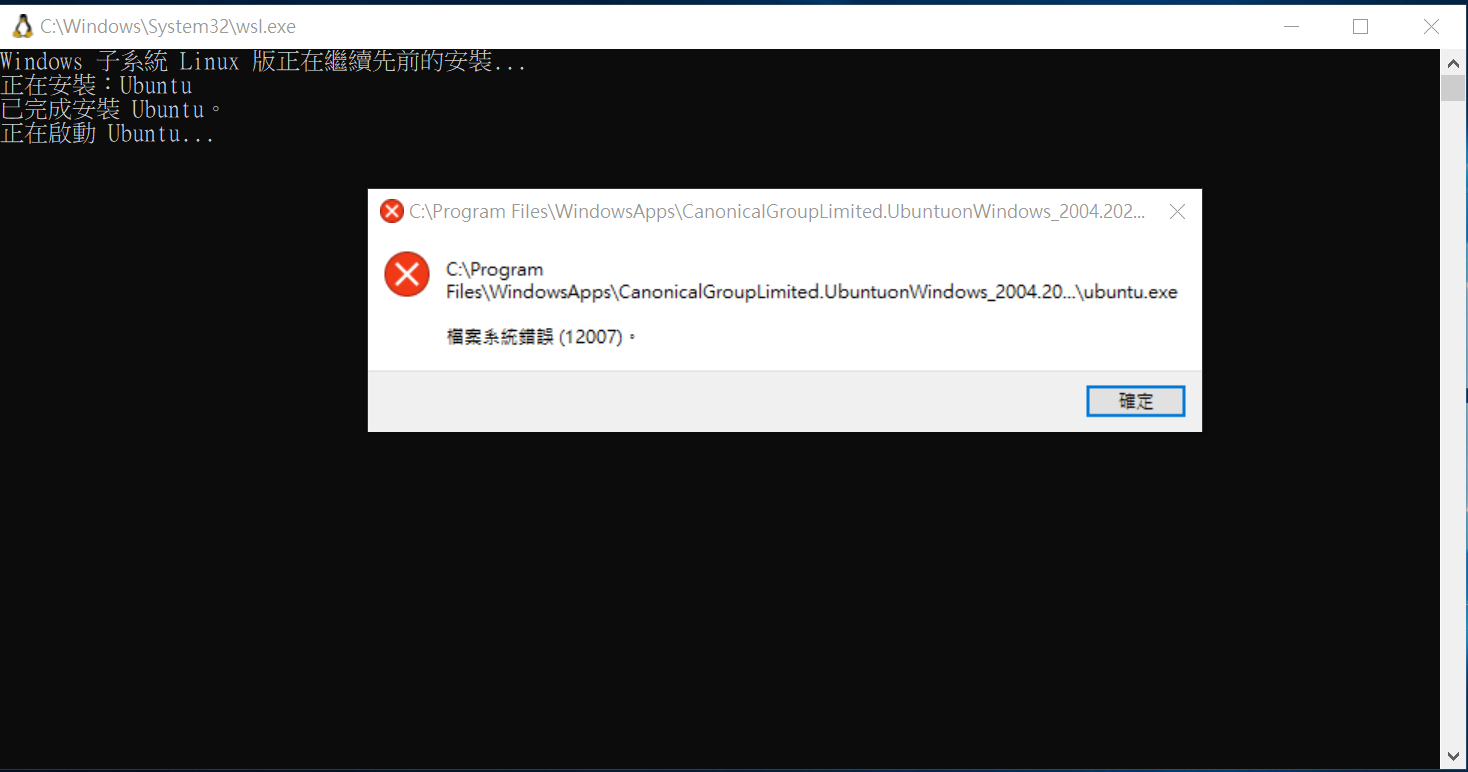 C:\Windows\System32\wsl.exe
Windows 子系統 Linux 版正在繼續先前的安裝...
正在安裝：Ubuntu
已完成安裝 Ubuntu。
正在啟動 Ubuntu...
C:\Program Files\WindowsApps\CanonicalGroupLimited.UbuntuonWindows_2004.202...
C:\Program
Files\WindowsApps\CanonicalGroupLimited.UbuntuonWindows_2004.20...\ubuntu.exe
檔案系統錯誤 (12007)。
確定